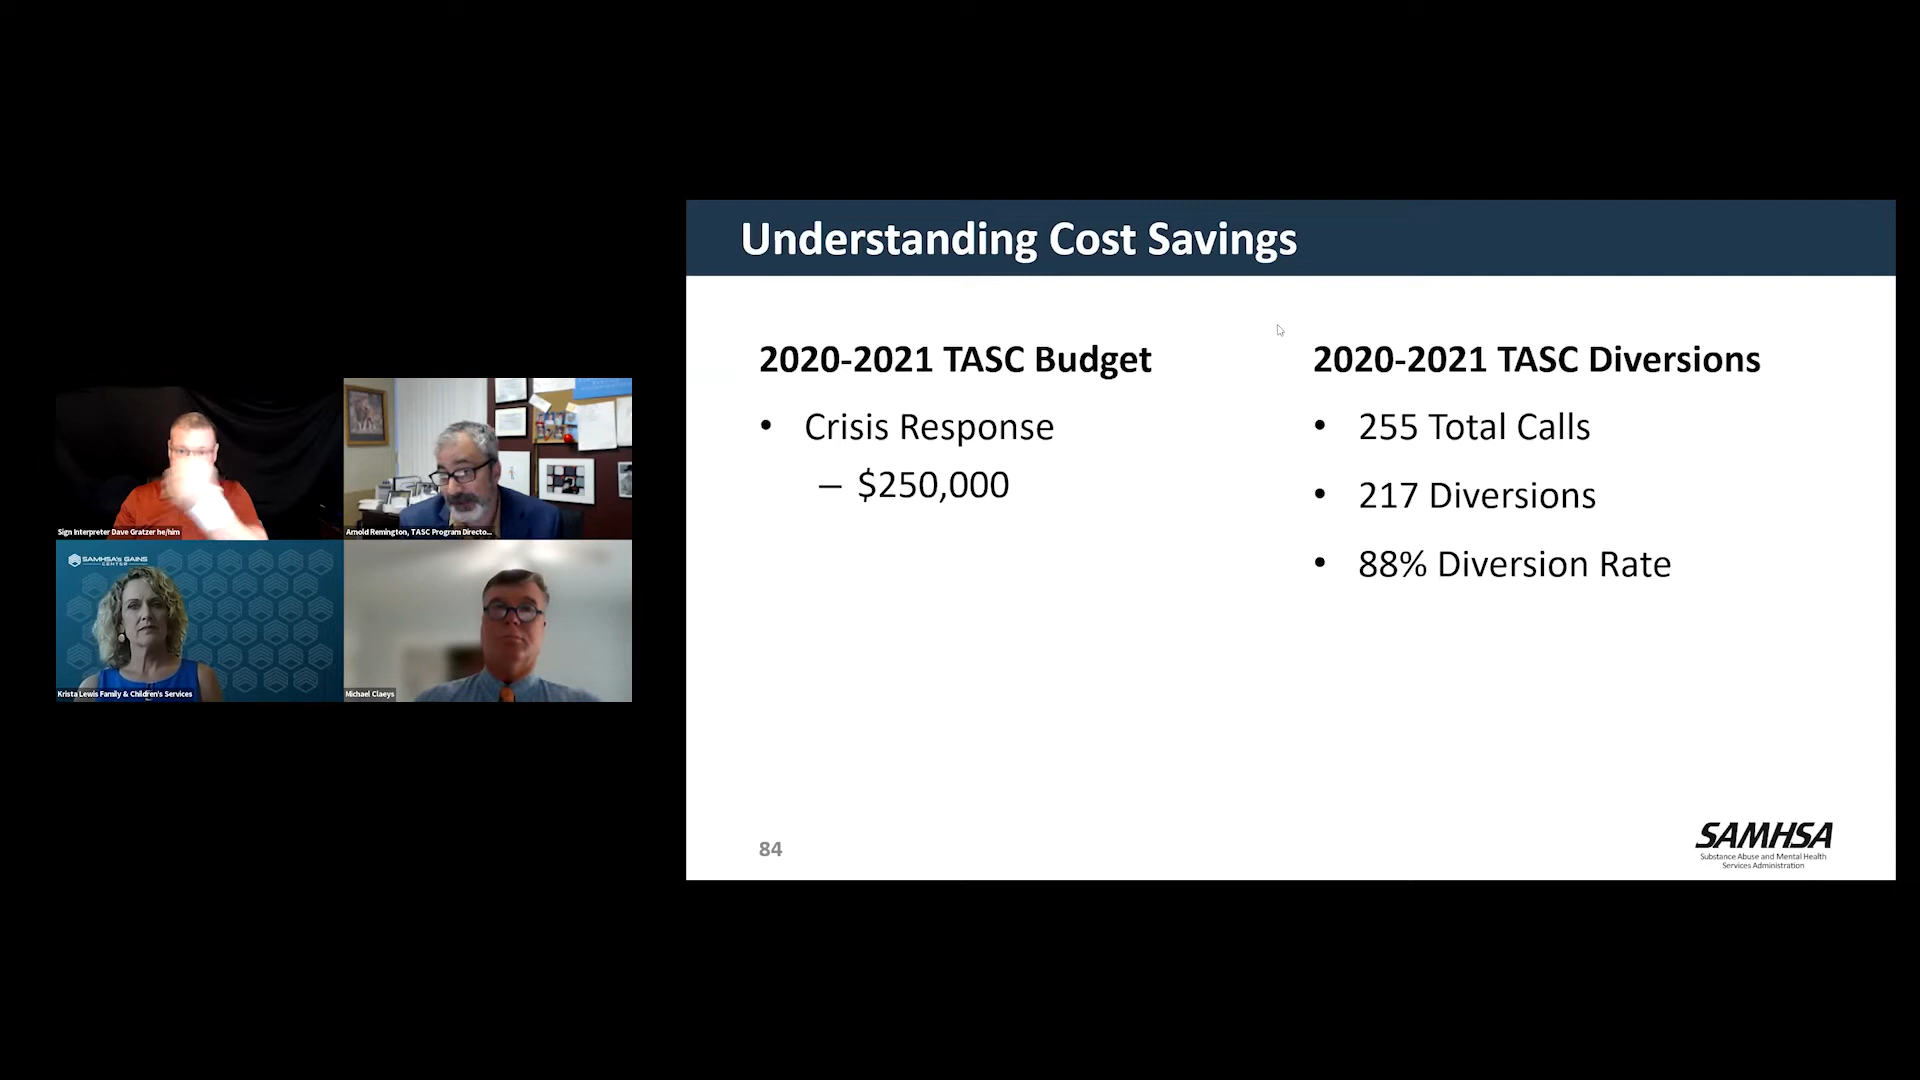 Understanding Cost Savings
2020-2021 TASC Budget
• Crisis Response
– $250,000
2020-2021 TASC Diversions
• 255 Total Calls
• 217 Diversions
• 88% Diversion Rate
84
SAMHSA
Substance Abuse and Mental Health
Services Administration
Sign Interpreter Dave Gratzer he/him
Arnold Remington, TASC Program Directo...
SAMHSA's GAINS
CENTER
Krista Lewis Family & Children's Services
Michael Claeys